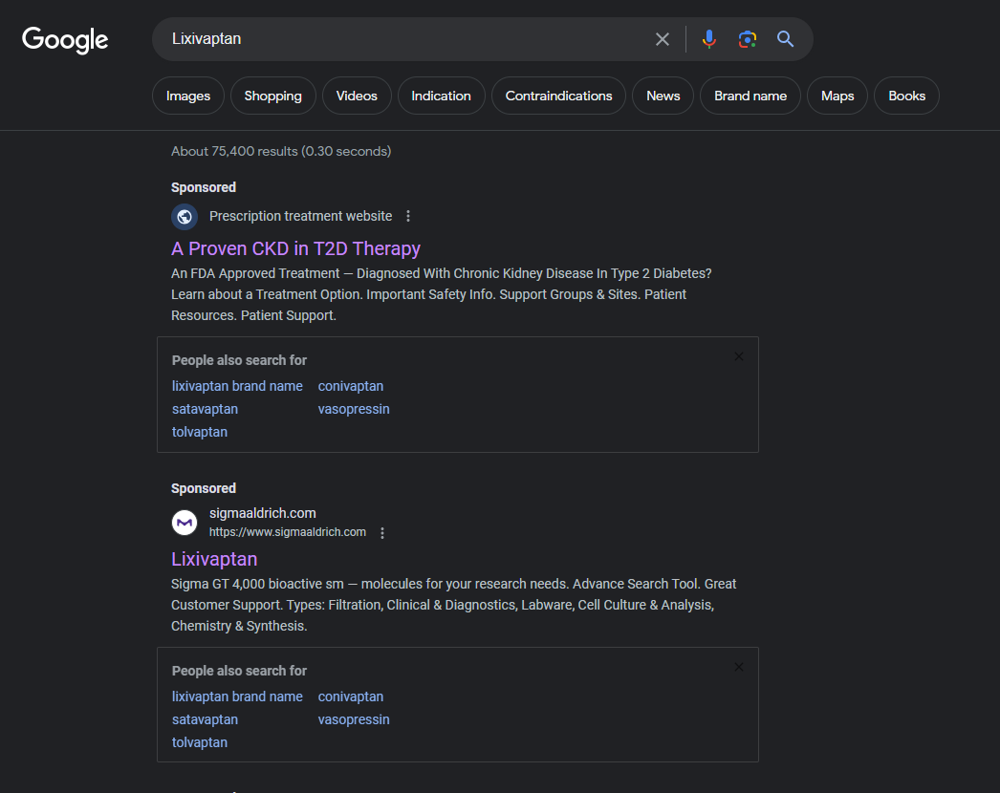 Google
Lixivaptan
Images Shopping Videos Indication Contraindications News Brand name Maps Books
About 75,400 results (0.30 seconds)
Sponsored
Prescription treatment website
A Proven CKD in T2D Therapy
An FDA Approved Treatment — Diagnosed With Chronic Kidney Disease In Type 2 Diabetes?
Learn about a Treatment Option. Important Safety Info. Support Groups & Sites. Patient
Resources. Patient Support.
People also search for
lixivaptan brand name conivaptan
satavaptan vasopressin
tolvaptan
Sponsored
sigmaaldrich.com
https://www.sigmaaldrich.com
Lixivaptan
Sigma GT 4,000 bioactive sm — molecules for your research needs. Advance Search Tool. Great
Customer Support. Types: Filtration, Clinical & Diagnostics, Labware, Cell Culture & Analysis,
Chemistry & Synthesis.
People also search for
lixivaptan brand name conivaptan
satavaptan vasopressin
tolvaptan